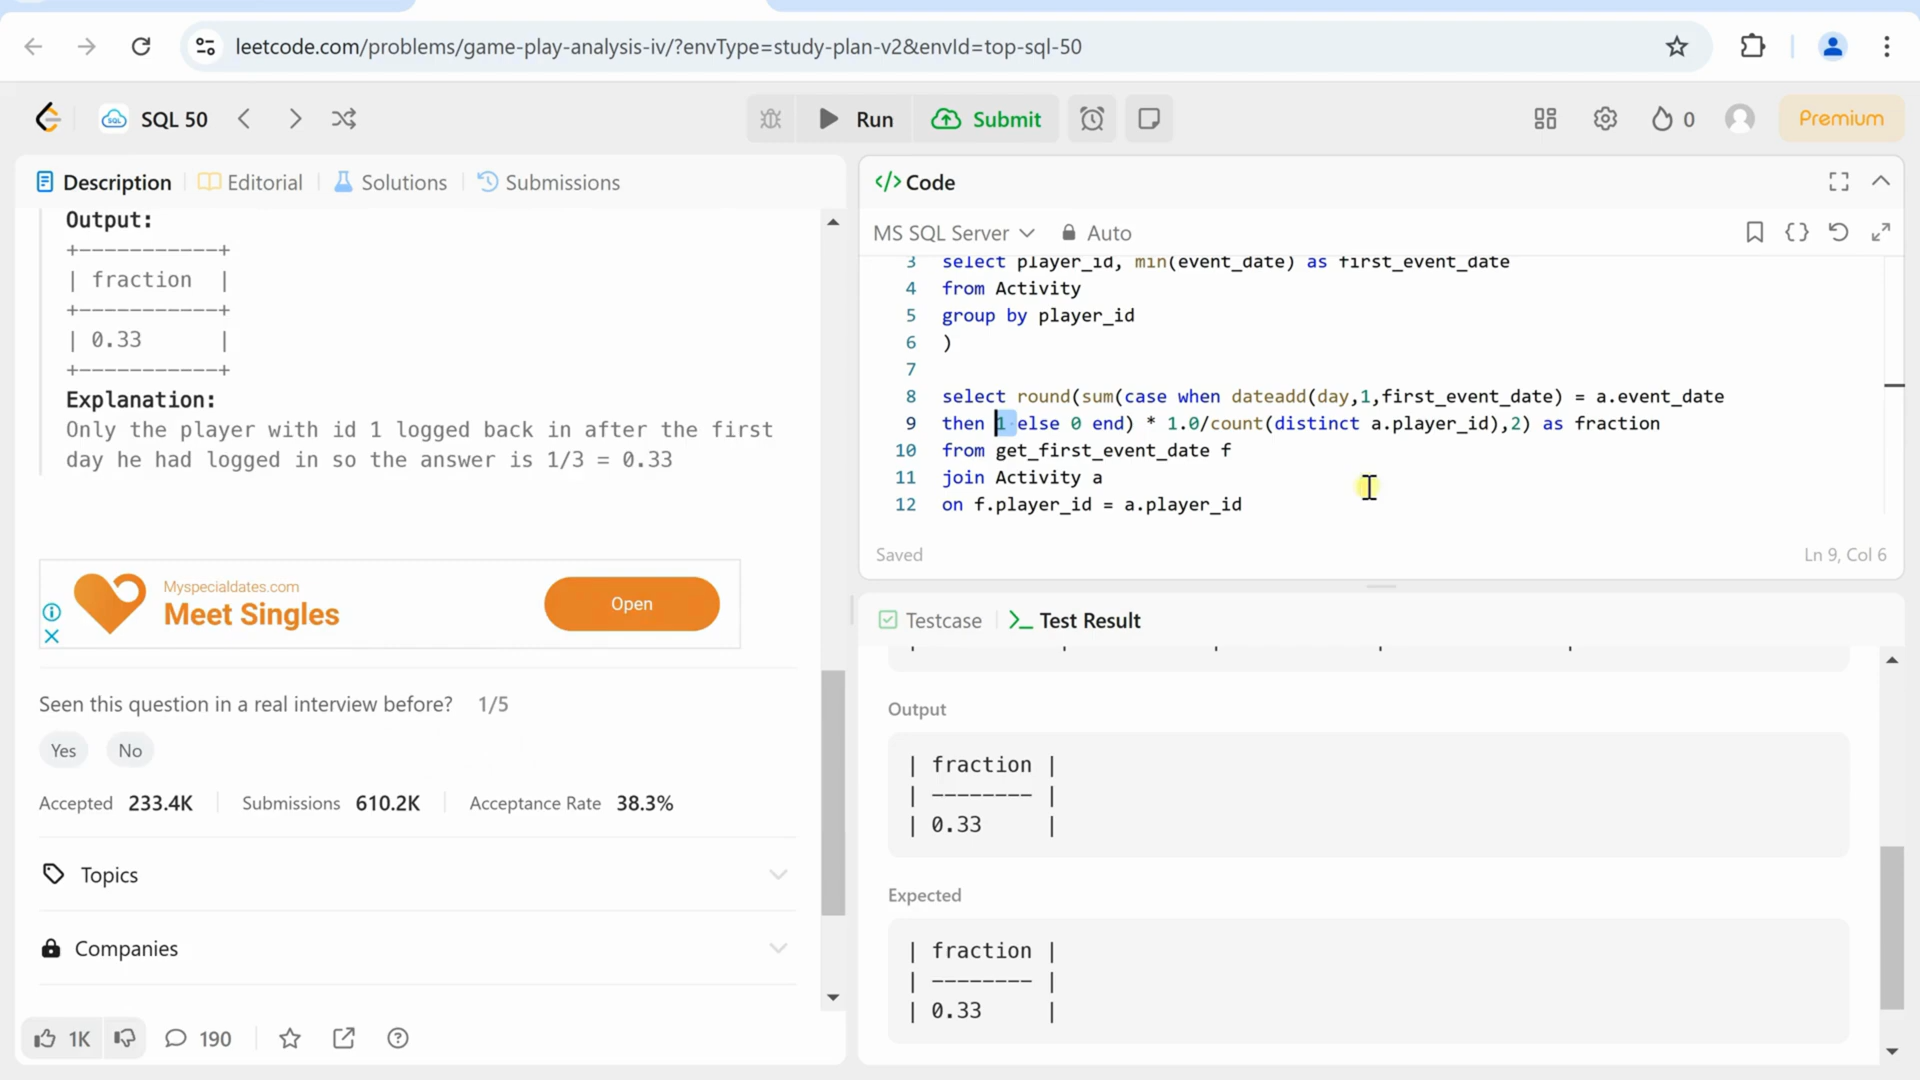 leetcode.com/problems/game-play-analysis-iv/?envType=study-plan-v2&envId=top-sql-50
SQL 50
Run
Submit
0
Premium
Description
Editorial
Solutions
Submissions
Output:
+-----------+
| fraction |
+-----------+
| 0.33 |
+-----------+
Explanation:
Only the player with id 1 logged back in after the first
day he had logged in so the answer is 1/3 = 0.33
Myspecialdates.com
Meet Singles
Open
Seen this question in a real interview before? 1/5
Yes
No
Accepted 233.4K
Submissions 610.2K
Acceptance Rate 38.3%
Topics
Companies
1K
190
</> Code
MS SQL Server
Auto
3 select player_id, min(event_date) as first_event_date
4 from Activity
5 group by player_id
6 )
7
8 select round(sum(case when dateadd(day,1,first_event_date) = a.event_date
9 then 1 else 0 end) * 1.0/count(distinct a.player_id),2) as fraction
10 from get_first_event_date f
11 join Activity a
12 on f.player_id = a.player_id
Saved
Ln 9, Col 6
Testcase
>_ Test Result
Output
| fraction |
| -------- |
| 0.33 |
Expected
| fraction |
| -------- |
| 0.33 |